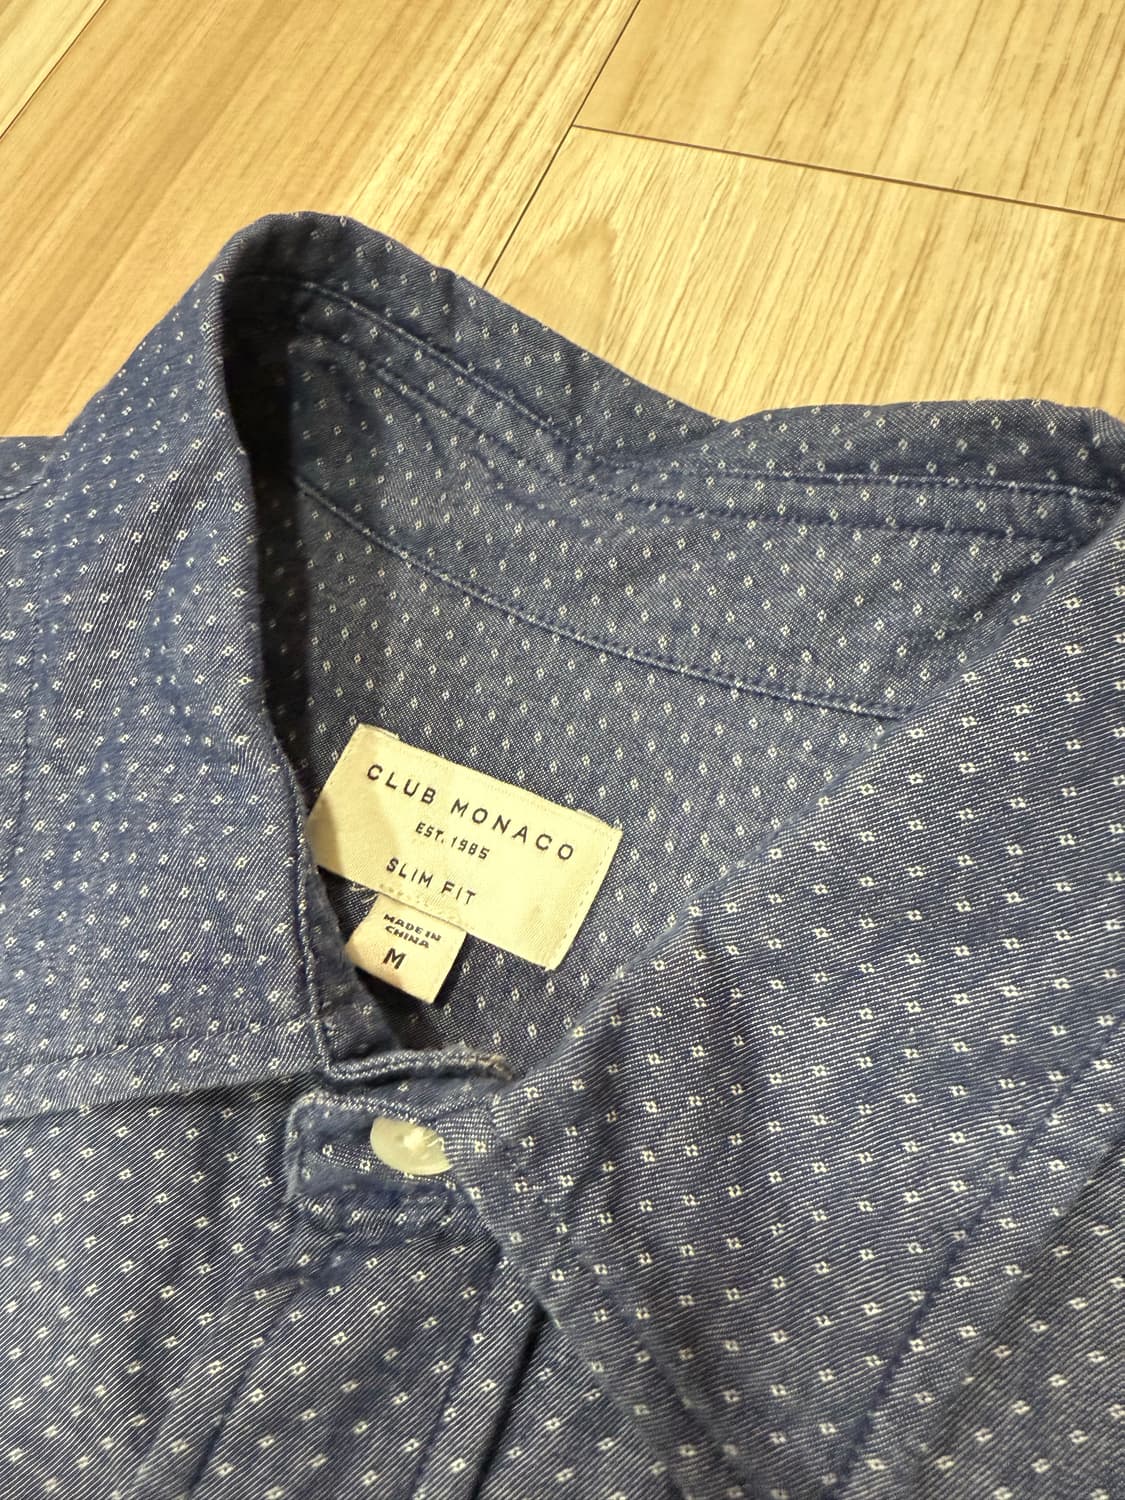 CLUB MONACO
EST. 1985
SLIM FIT
MADE IN
CHINA
M